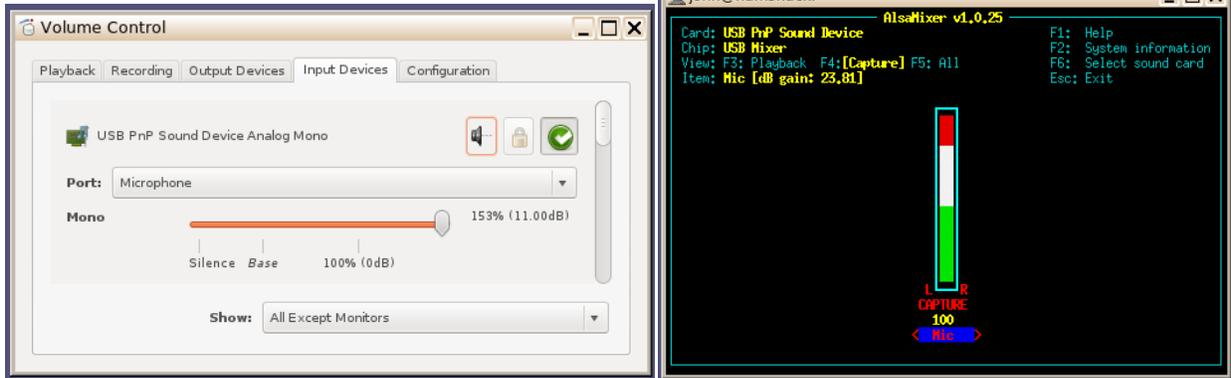 Volume Control
Playback Recording Output Devices Input Devices Configuration
USB PnP Sound Device Analog Mono
Port: Microphone
Mono 153% (11.00dB)
Silence Base 100% (0dB)
Show: All Except Monitors
AlsaMixer v1.0.25
Card: USB PnP Sound Device F1: Help
Chip: USB Mixer F2: System information
View: F3: Playback F4:[Capture] F5: All F6: Select sound card
Item: Mic [dB gain: 23.81] Esc: Exit
L R
CAPTURE
100
< Mic >